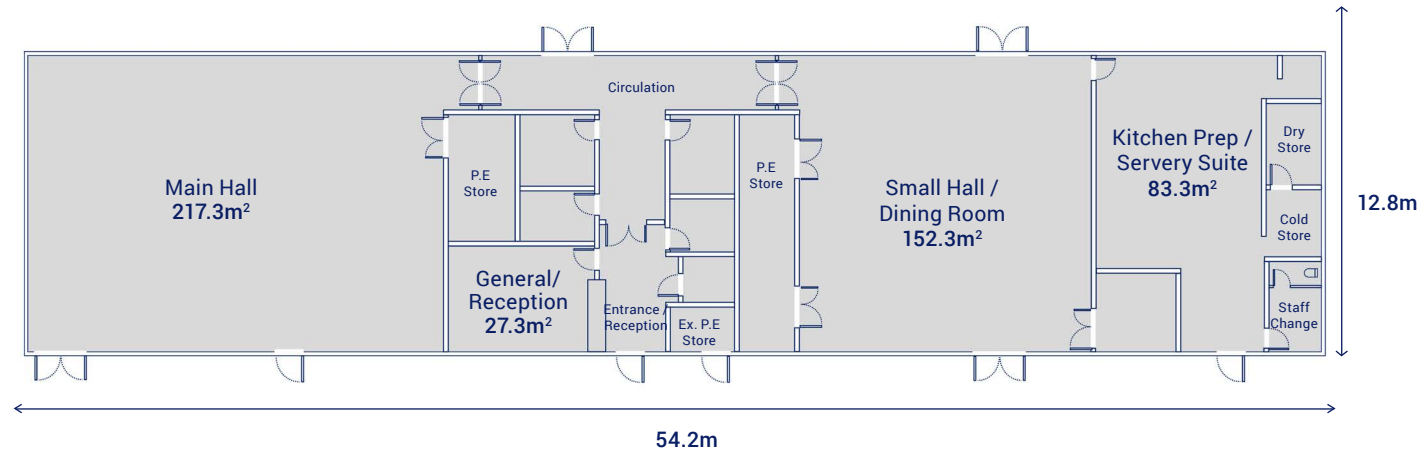 Circulation
Main Hall
217.3m²
P.E
Store
General/
Reception
27.3m²
Entrance /
Reception
Ex. P.E
Store
P.E
Store
Small Hall /
Dining Room
152.3m²
Kitchen Prep /
Servery Suite
83.3m²
Dry
Store
Cold
Store
Staff
Change
12.8m
54.2m